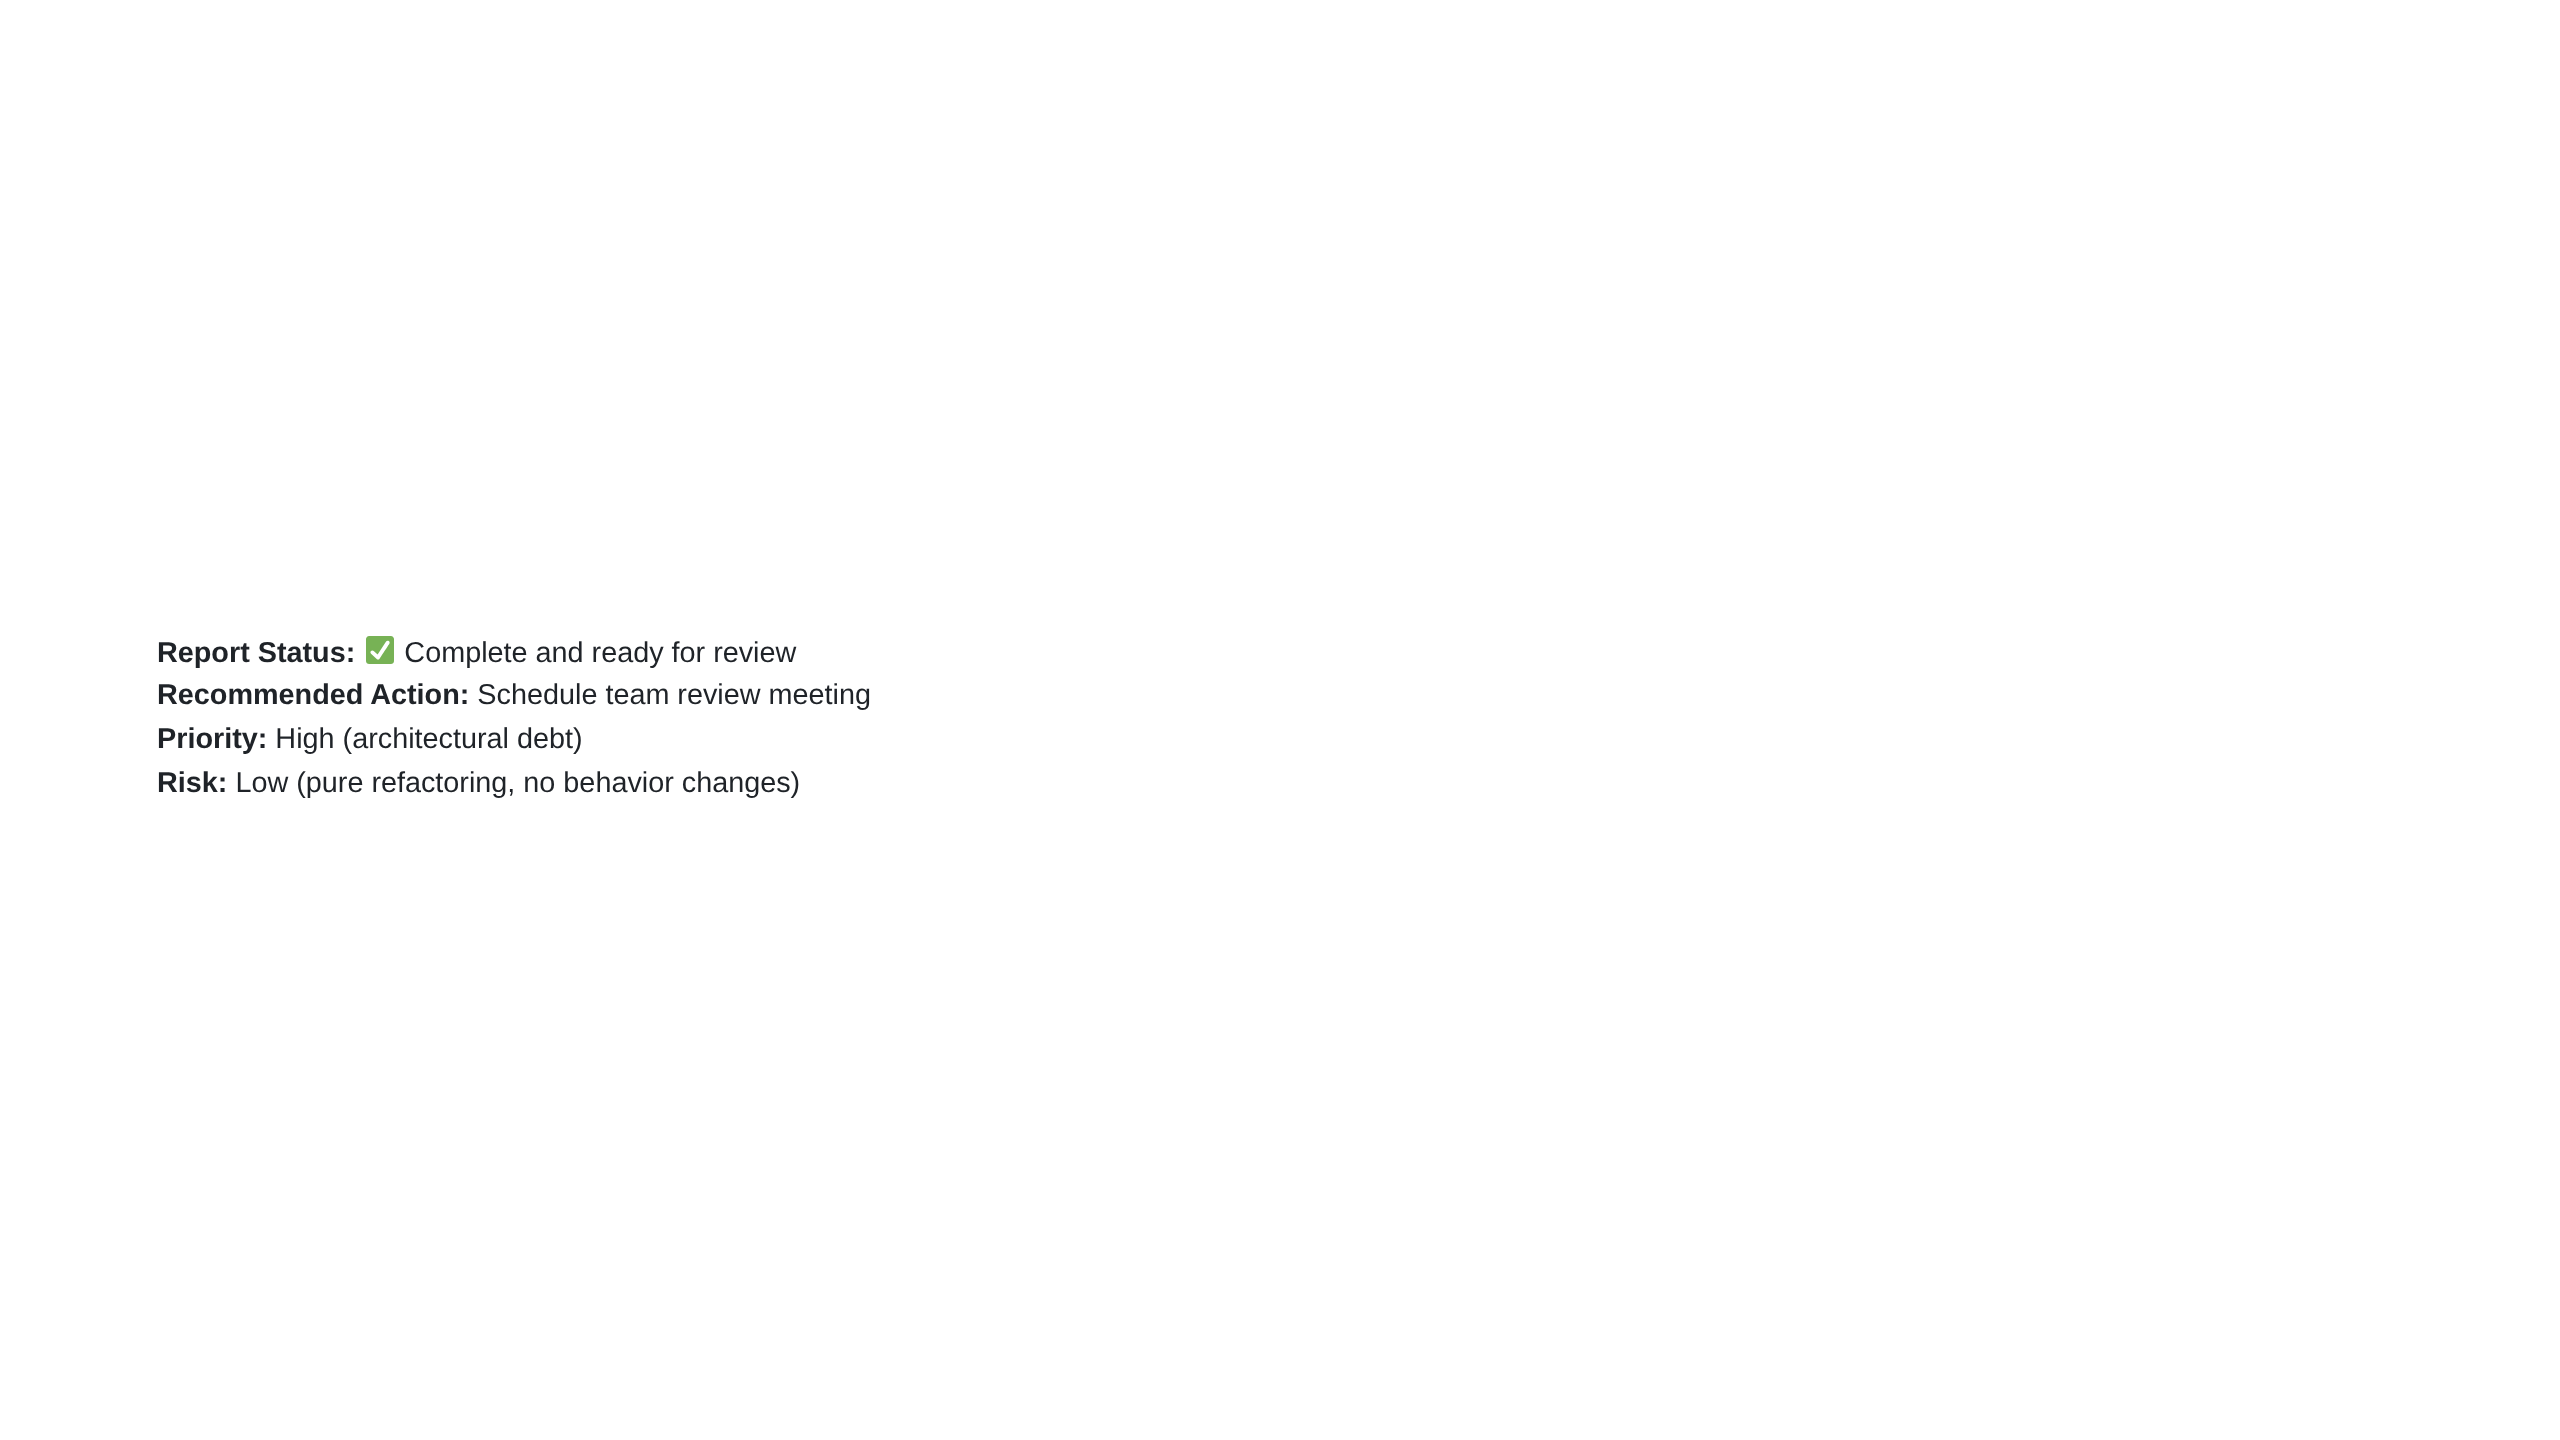 Report Status: ✅ Complete and ready for review
Recommended Action: Schedule team review meeting
Priority: High (architectural debt)
Risk: Low (pure refactoring, no behavior changes)